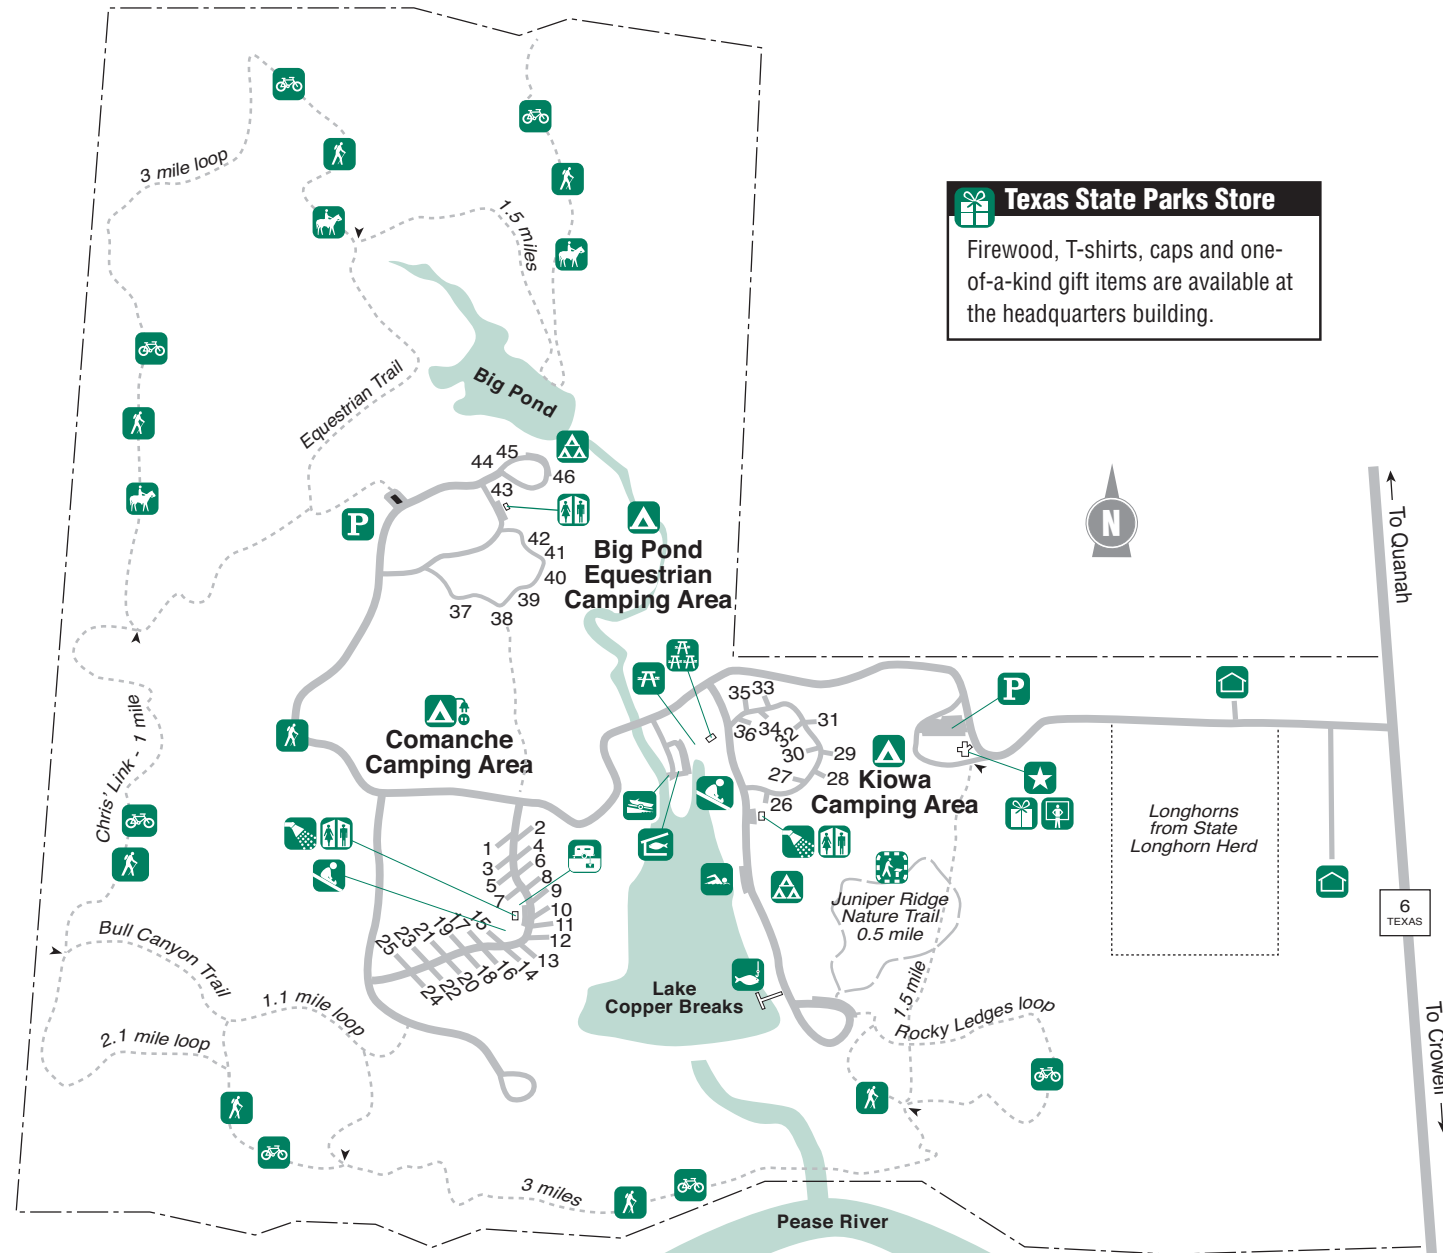 3 mile loop
1.5 miles
Texas State Parks Store
Firewood, T-shirts, caps and one-
of-a-kind gift items are available at
the headquarters building.
Equestrian Trail
Big Pond
45
44
46
43
P
42
41
40
39
38
37
Big Pond
Equestrian
Camping Area
N
To Quanah
Chris' Link - 1 mile
Comanche
Camping Area
35
33
36
34
32
31
30
29
28
27
26
P
Kiowa
Camping Area
Longhorns
from State
Longhorn Herd
Juniper Ridge
Nature Trail
0.5 mile
6
TEXAS
2
1
4
3
6
5
8
7
9
10
11
12
13
14
15
16
17
18
19
20
21
22
23
24
25
Bull Canyon Trail
1.1 mile loop
2.1 mile loop
Lake
Copper Breaks
1.5 mile
Rocky Ledges loop
To Crowell
3 miles
Pease River